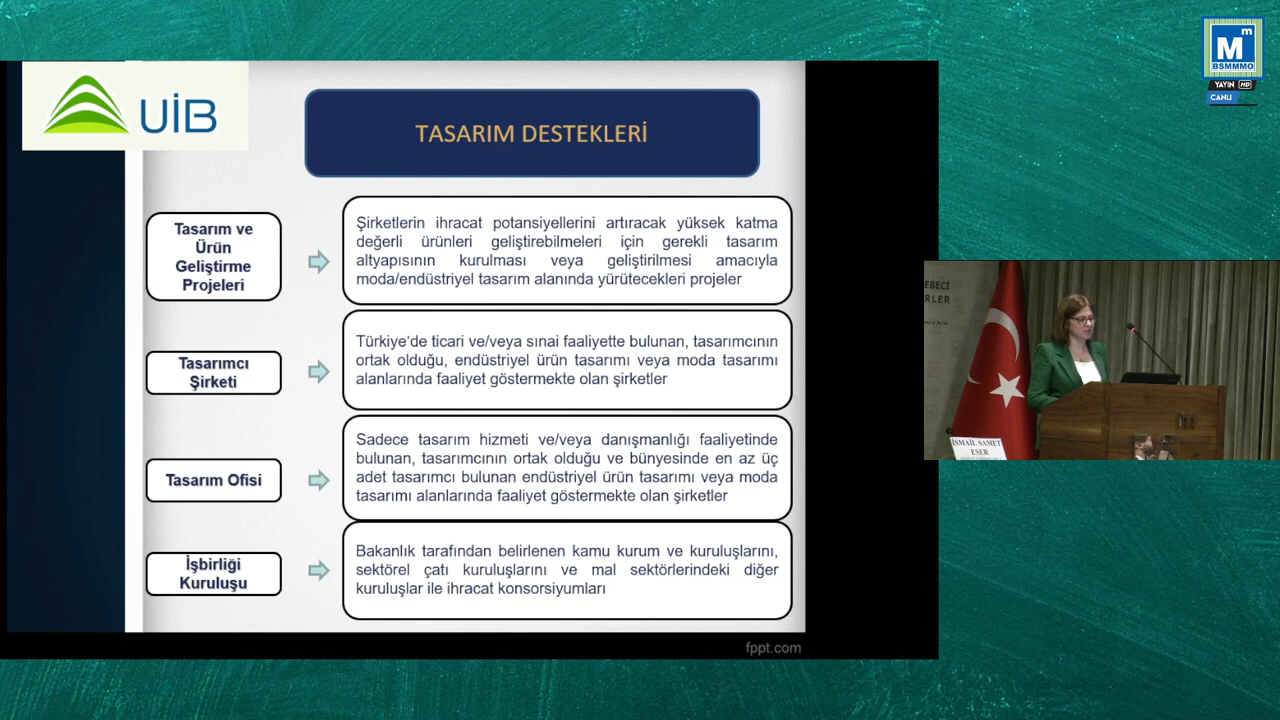 UİB
TASARIM DESTEKLERİ
Tasarım ve
Ürün
Geliştirme
Projeleri
Şirketlerin ihracat potansiyellerini artıracak yüksek katma
değerli ürünleri geliştirebilmeleri için gerekli tasarım
altyapısının kurulması veya geliştirilmesi amacıyla
moda/endüstriyel tasarım alanında yürütecekleri projeler
Tasarımcı
Şirketi
Türkiye’de ticari ve/veya sınai faaliyette bulunan, tasarımcının
ortak olduğu, endüstriyel ürün tasarımı veya moda tasarımı
alanlarında faaliyet göstermekte olan şirketler
Tasarım Ofisi
Sadece tasarım hizmeti ve/veya danışmanlığı faaliyetinde
bulunan, tasarımcının ortak olduğu ve bünyesinde en az üç
adet tasarımcı bulunan endüstriyel ürün tasarımı veya moda
tasarımı alanlarında faaliyet göstermekte olan şirketler
İşbirliği
Kuruluşu
Bakanlık tarafından belirlenen kamu kurum ve kuruluşlarını,
sektörel çatı kuruluşlarını ve mal sektörlerindeki diğer
kuruluşlar ile ihracat konsorsiyumları
fppt.com
Mm
BSMMMO
YAYIN HD
CANLI
EBECİ
RLER
İSMAİL SAMET
ESER